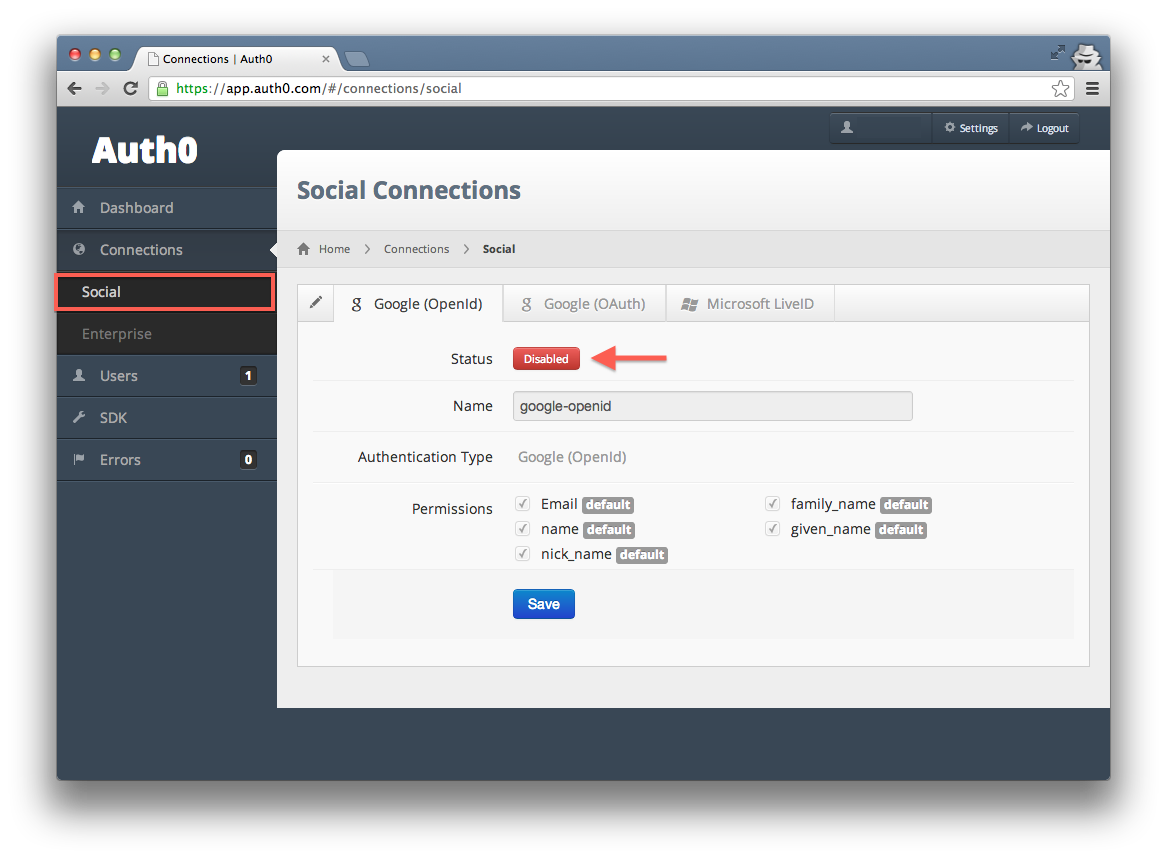 Connections | Auth0
https://app.auth0.com/#/connections/social
Settings
Logout
Auth0
Social Connections
Dashboard
Connections
Social
Enterprise
Users 1
SDK
Errors 0
Home Connections Social
Google (OpenId) Google (OAuth) Microsoft LiveID
Status Disabled
Name google-openid
Authentication Type Google (OpenId)
Permissions Email default family_name default
name default given_name default
nick_name default
Save